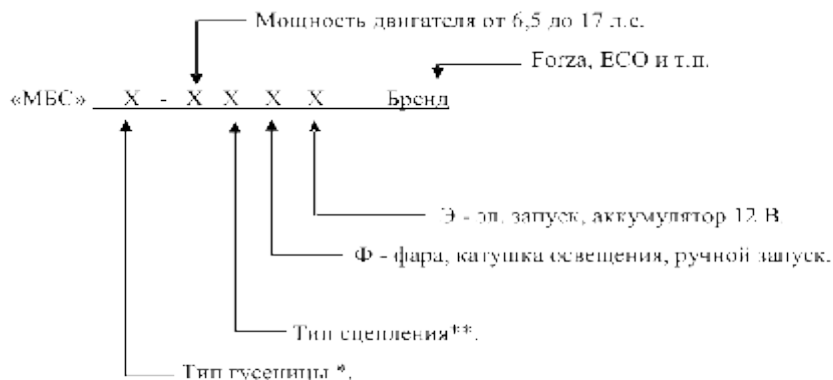 Мощность двигателя от 6,5 до 17 л.с.
Forza, ECO и т.п.
«МБС» Х - Х Х Х Х Бренд
Э - эл. запуск, аккумулятор 12 В
Ф - фара, катушка освещения, ручной запуск.
Тип сцепления**.
Тип гусеницы *.